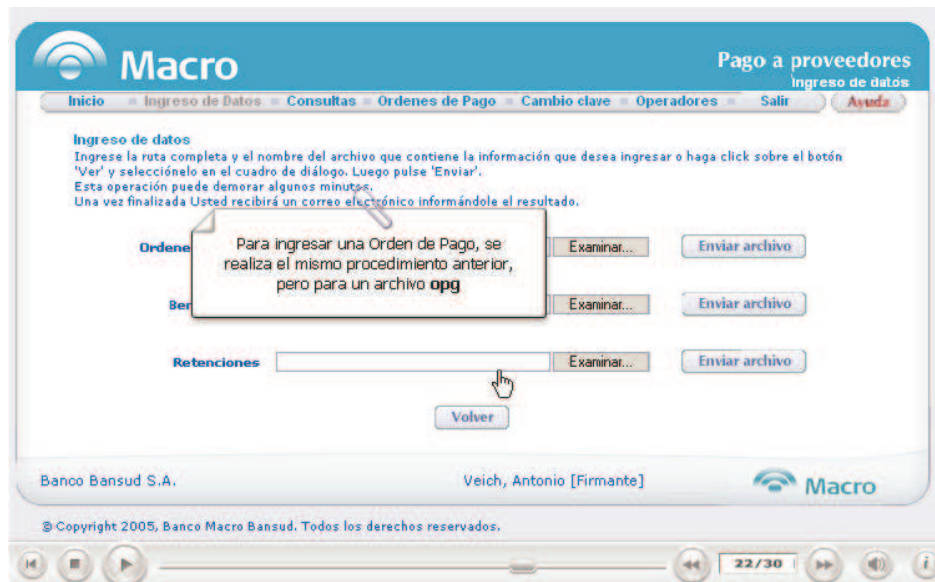 Macro
Pago a proveedores
Ingreso de datos
Inicio Ingreso de Datos Consultas Ordenes de Pago Cambio clave Operadores Salir Ayuda
Ingreso de datos
Ingrese la ruta completa y el nombre del archivo que contiene la información que desea ingresar o haga click sobre el botón
'Ver' y selecciónelo en el cuadro de diálogo. Luego pulse 'Enviar'.
Esta operación puede demorar algunos minutos.
Una vez finalizada Usted recibirá un correo electrónico informándole el resultado.
Para ingresar una Orden de Pago, se
realiza el mismo procedimiento anterior,
pero para un archivo opg
Ordene Examinar... Enviar archivo
Ber Examinar... Enviar archivo
Retenciones Examinar... Enviar archivo
Volver
Banco Bansud S.A. Veich, Antonio [Firmante] Macro
© Copyright 2005, Banco Macro Bansud. Todos los derechos reservados.
22/30
i